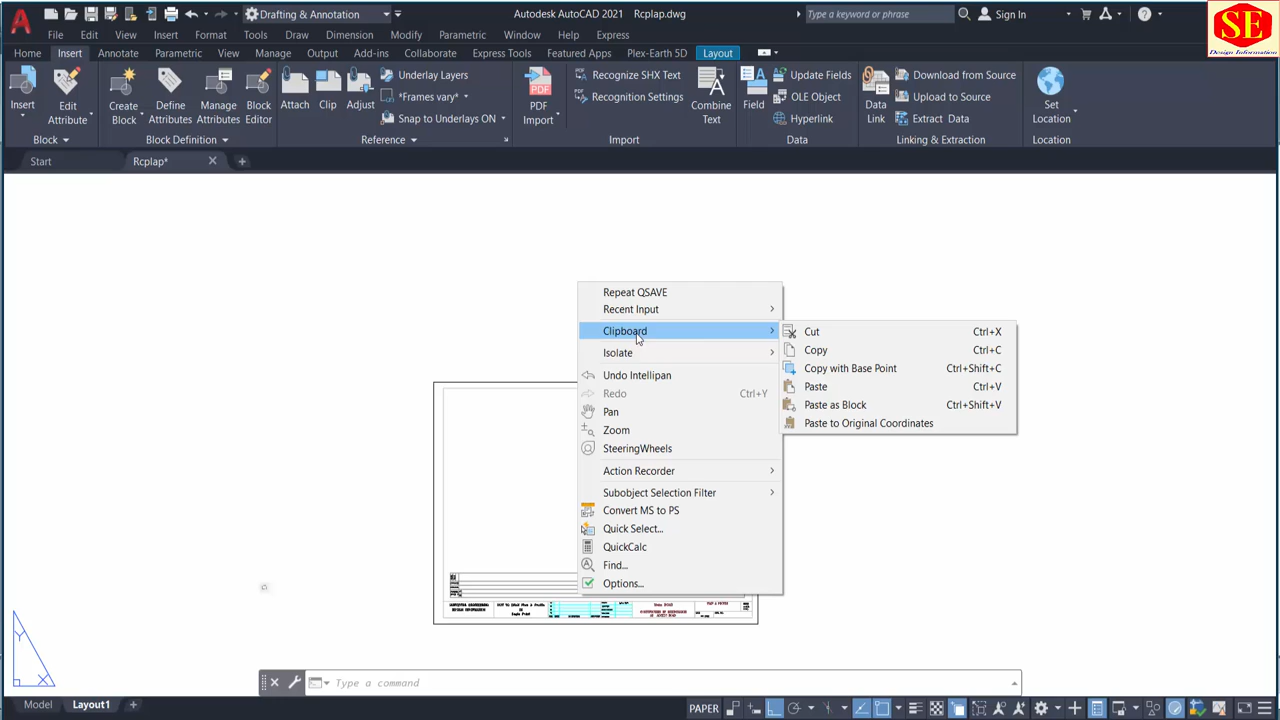 Drafting & Annotation
Autodesk AutoCAD 2021 Rcplap.dwg
Type a keyword or phrase
Sign In
SE
Design Information
File Edit View Insert Format Tools Draw Dimension Modify Parametric Window Help Express
Home Insert Annotate Parametric View Manage Output Add-ins Collaborate Express Tools Featured Apps Plex-Earth 5D Layout
Insert
Edit Attribute
Create Block
Define Attributes
Manage Attributes
Block Editor
Attach
Clip
Adjust
Underlay Layers
*Frames vary*
Snap to Underlays ON
PDF
PDF Import
Recognize SHX Text
Recognition Settings
Combine Text
Field
Update Fields
OLE Object
Hyperlink
Data Link
Download from Source
Upload to Source
Extract Data
Set Location
Block
Block Definition
Reference
Import
Data
Linking & Extraction
Location
Start
Rcplap*
Repeat QSAVE
Recent Input
Clipboard
Isolate
Undo Intellipan
Redo Ctrl+Y
Pan
Zoom
SteeringWheels
Action Recorder
Subobject Selection Filter
Convert MS to PS
Quick Select...
QuickCalc
Find...
Options...
Cut Ctrl+X
Copy Ctrl+C
Copy with Base Point Ctrl+Shift+C
Paste Ctrl+V
Paste as Block Ctrl+Shift+V
Paste to Original Coordinates
Y
X
Type a command
Model
Layout1
PAPER